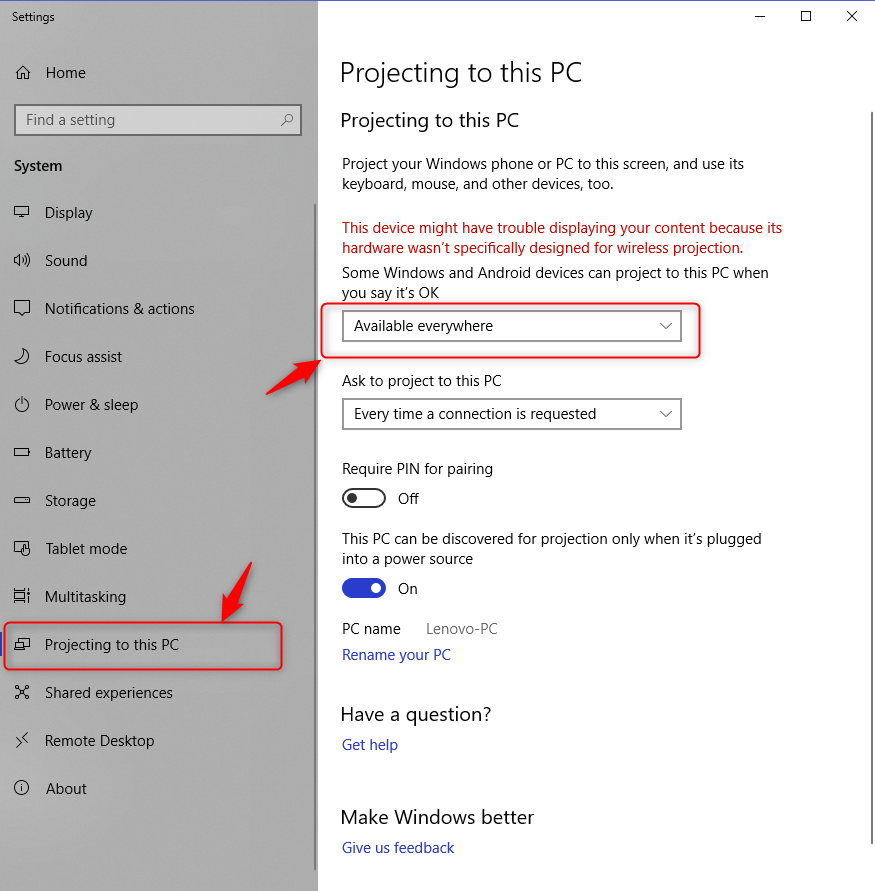 Settings
Home
Find a setting
System
Display
Sound
Notifications & actions
Focus assist
Power & sleep
Battery
Storage
Tablet mode
Multitasking
Projecting to this PC
Shared experiences
Remote Desktop
About
Projecting to this PC
Projecting to this PC
Project your Windows phone or PC to this screen, and use its
keyboard, mouse, and other devices, too.
This device might have trouble displaying your content because its
hardware wasn't specifically designed for wireless projection.
Some Windows and Android devices can project to this PC when
you say it's OK
Available everywhere
Ask to project to this PC
Every time a connection is requested
Require PIN for pairing
Off
This PC can be discovered for projection only when it's plugged
into a power source
On
PC name Lenovo-PC
Rename your PC
Have a question?
Get help
Make Windows better
Give us feedback